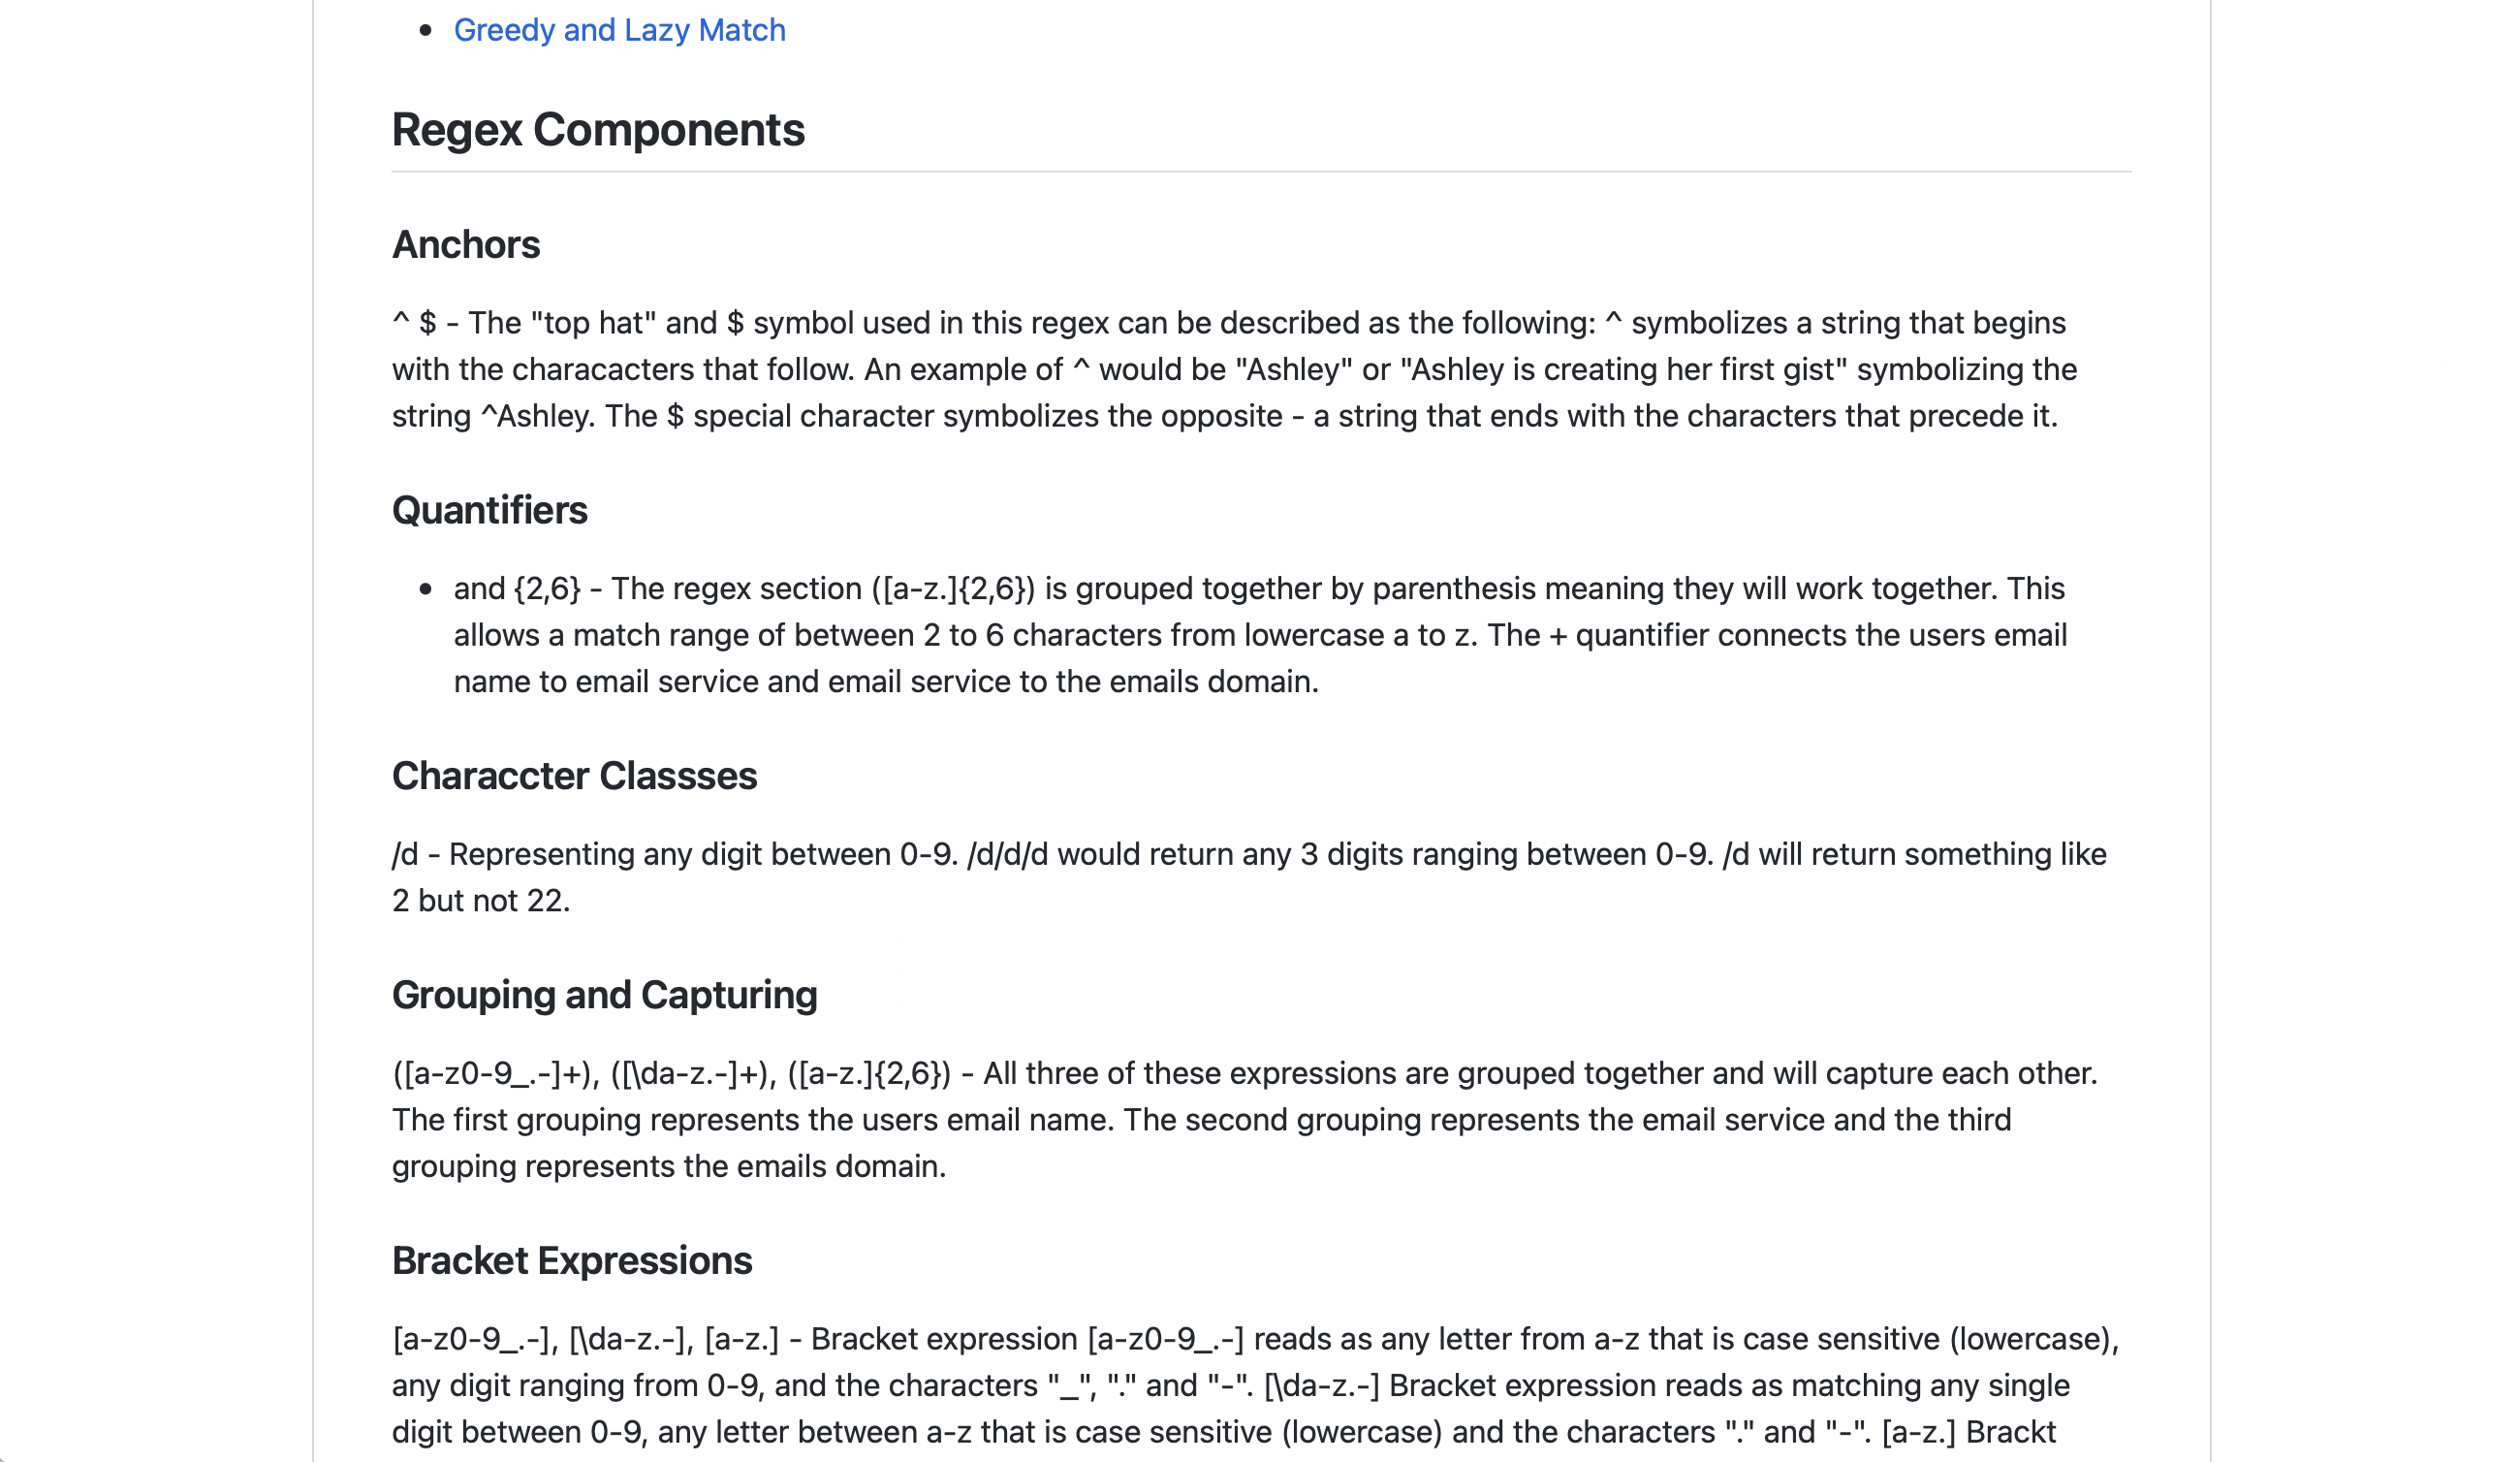 Greedy and Lazy Match
Regex Components
Anchors
^ $ - The "top hat" and $ symbol used in this regex can be described as the following: ^ symbolizes a string that begins
with the characacters that follow. An example of ^ would be "Ashley" or "Ashley is creating her first gist" symbolizing the
string ^Ashley. The $ special character symbolizes the opposite - a string that ends with the characters that precede it.
Quantifiers
and {2,6} - The regex section ([a-z.]{2,6}) is grouped together by parenthesis meaning they will work together. This
allows a match range of between 2 to 6 characters from lowercase a to z. The + quantifier connects the users email
name to email service and email service to the emails domain.
Characcter Classses
/d - Representing any digit between 0-9. /d/d/d would return any 3 digits ranging between 0-9. /d will return something like
2 but not 22.
Grouping and Capturing
([a-z0-9_.-]+), ([\da-z.-]+), ([a-z.]{2,6}) - All three of these expressions are grouped together and will capture each other.
The first grouping represents the users email name. The second grouping represents the email service and the third
grouping represents the emails domain.
Bracket Expressions
[a-z0-9_.-], [\da-z.-], [a-z.] - Bracket expression [a-z0-9_.-] reads as any letter from a-z that is case sensitive (lowercase),
any digit ranging from 0-9, and the characters "_", "." and "-". [\da-z.-] Bracket expression reads as matching any single
digit between 0-9, any letter between a-z that is case sensitive (lowercase) and the characters "." and "-". [a-z.] Brackt